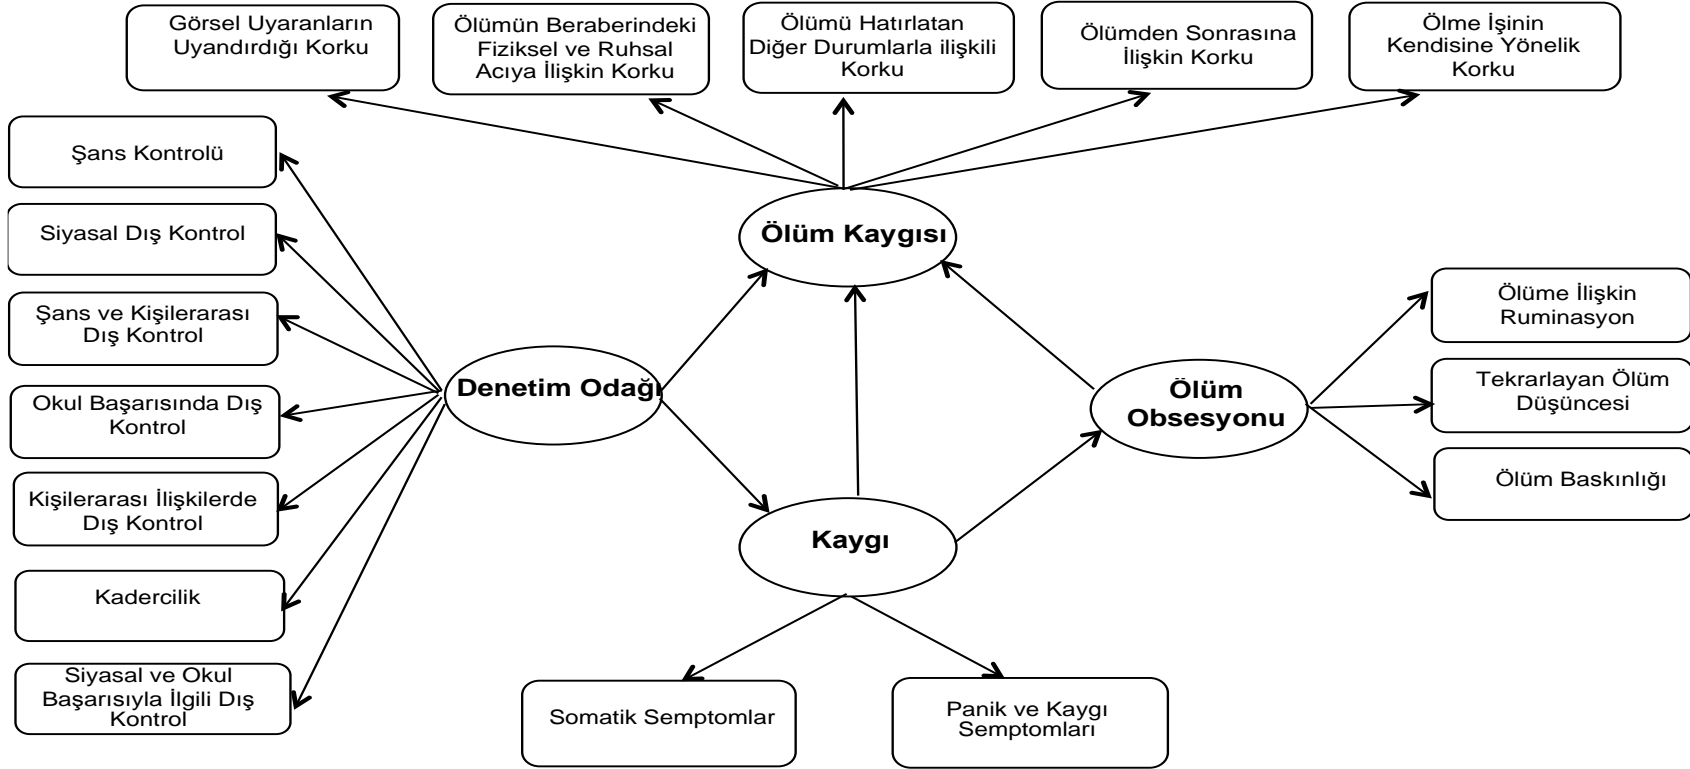 Görsel Uyaranların
Uyandırdığı Korku
Ölümün Beraberindeki
Fiziksel ve Ruhsal
Acıya İlişkin Korku
Ölümü Hatırlatan
Diğer Durumlarla ilişkili
Korku
Ölümden Sonrasına
İlişkin Korku
Ölme İşinin
Kendisine Yönelik
Korku
Şans Kontrolü
Siyasal Dış Kontrol
Şans ve Kişilerarası
Dış Kontrol
Okul Başarısında Dış
Kontrol
Kişilerarası İlişkilerde
Dış Kontrol
Kadercilik
Siyasal ve Okul
Başarısıyla İlgili Dış
Kontrol
Ölüm Kaygısı
Denetim Odağı
Kaygı
Ölüm
Obsesyonu
Ölüme İlişkin
Ruminasyon
Tekrarlayan Ölüm
Düşüncesi
Ölüm Baskınlığı
Somatik Semptomlar
Panik ve Kaygı
Semptomları